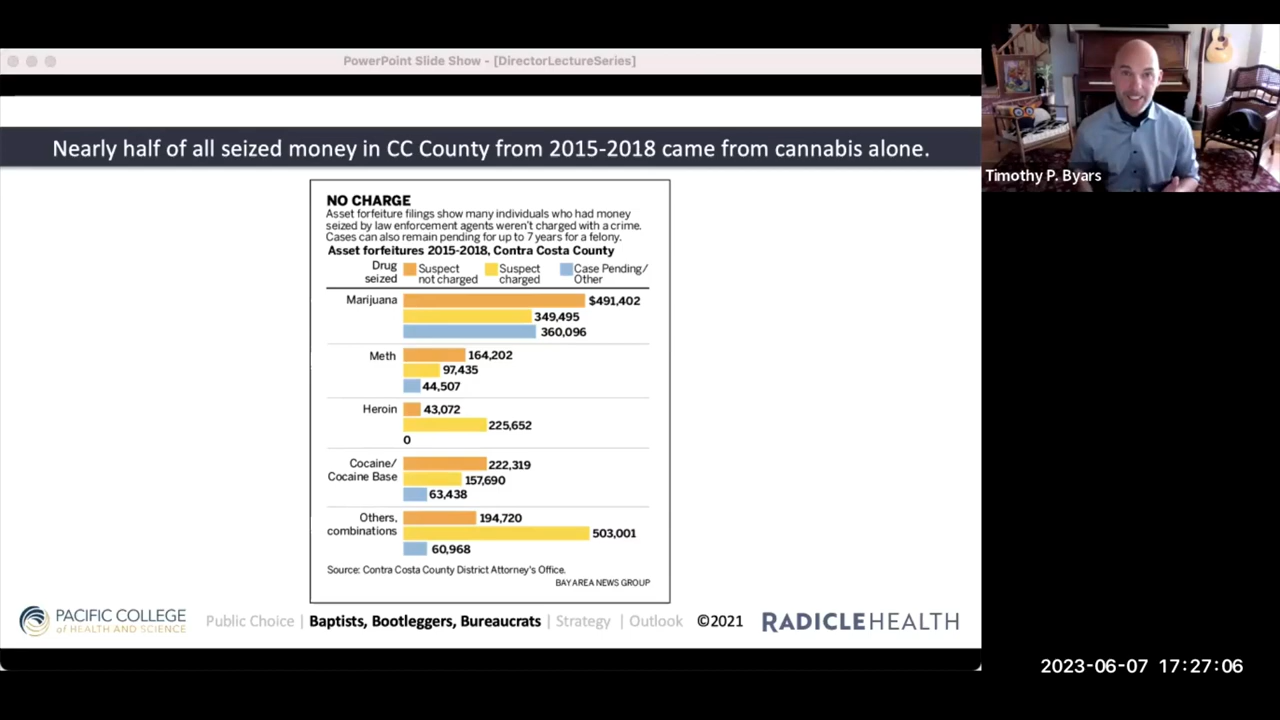 PowerPoint Slide Show - [DirectorLectureSeries]
Nearly half of all seized money in CC County from 2015-2018 came from cannabis alone.
NO CHARGE
Asset forfeiture filings show many individuals who had money
seized by law enforcement agents weren't charged with a crime.
Cases can also remain pending for up to 7 years for a felony.
Asset forfeitures 2015-2018, Contra Costa County
Drug
seized
Suspect
not charged
Suspect
charged
Case Pending/
Other
Marijuana
$491,402
349,495
360,096
Meth
164,202
97,435
44,507
Heroin
43,072
225,652
0
Cocaine/
Cocaine Base
222,319
157,690
63,438
Others,
combinations
194,720
503,001
60,968
Source: Contra Costa County District Attorney's Office.
BAY AREA NEWS GROUP
PACIFIC COLLEGE
of HEALTH AND SCIENCE
Public Choice | Baptists, Bootleggers, Bureaucrats | Strategy | Outlook ©2021
RADICLEHEALTH
Timothy P. Byars
2023-06-07 17:27:06